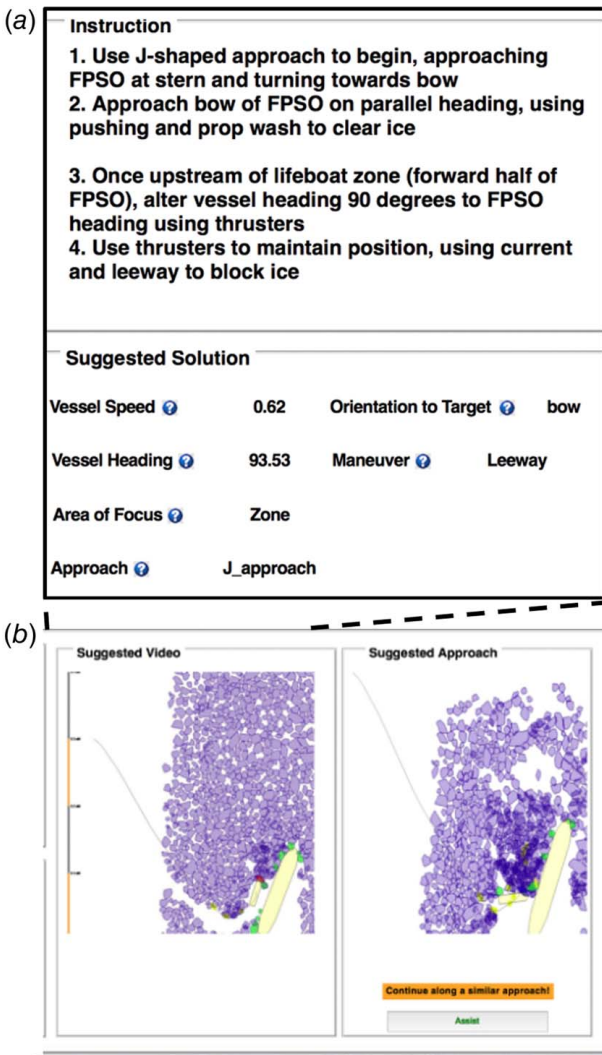 (a)
Instruction
1. Use J-shaped approach to begin, approaching
FPSO at stern and turning towards bow
2. Approach bow of FPSO on parallel heading, using
pushing and prop wash to clear ice
3. Once upstream of lifeboat zone (forward half of
FPSO), alter vessel heading 90 degrees to FPSO
heading using thrusters
4. Use thrusters to maintain position, using current
and leeway to block ice
Suggested Solution
Vessel Speed ? 0.62 Orientation to Target ? bow
Vessel Heading ? 93.53 Maneuver ? Leeway
Area of Focus ? Zone
Approach ? J_approach
(b)
Suggested Video Suggested Approach
Continue along a similar approach!
Assist